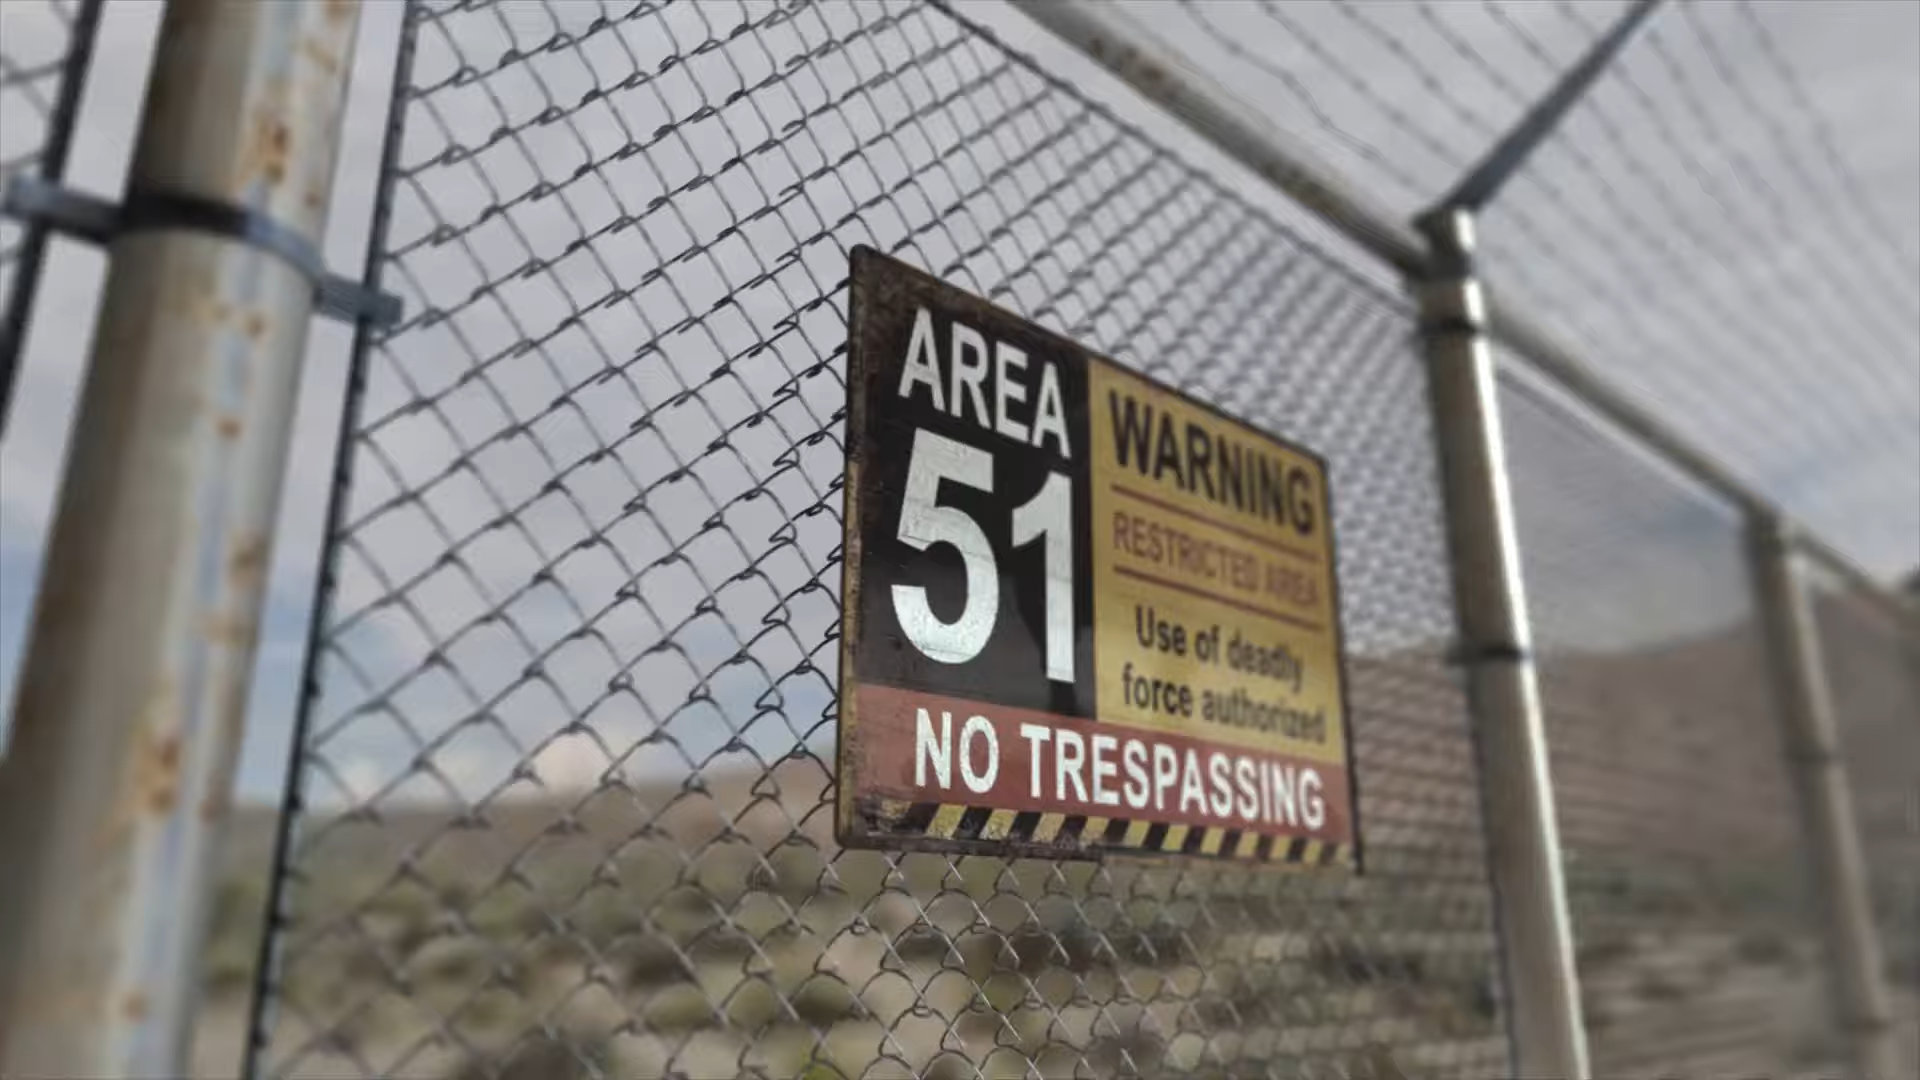 AREA
51
WARNING
RESTRICTED AREA
Use of deadly
force authorized
NO TRESPASSING